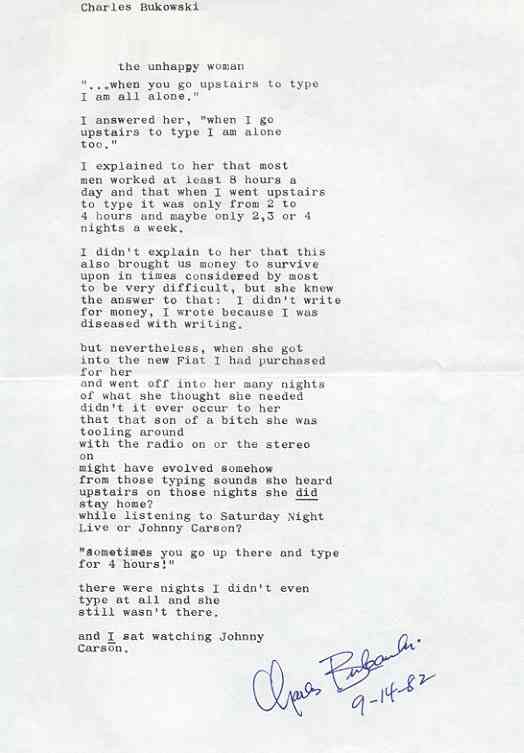 Charles Bukowski
the unhappy woman
"...when you go upstairs to type
I am all alone."
I answered her, "when I go
upstairs to type I am alone
too."
I explained to her that most
men worked at least 8 hours a
day and that when I went upstairs
to type it was only from 2 to
4 hours and maybe only 2,3 or 4
nights a week.
I didn't explain to her that this
also brought us money to survive
upon in times considered by most
to be very difficult, but she knew
the answer to that: I didn't write
for money, I wrote because I was
diseased with writing.
but nevertheless, when she got
into the new Fiat I had purchased
for her
and went off into her many nights
of what she thought she needed
didn't it ever occur to her
that that son of a bitch she was
tooling around
with the radio on or the stereo
on
might have evolved somehow
from those typing sounds she heard
upstairs on those nights she did
stay home?
while listening to Saturday Night
Live or Johnny Carson?
"sometimes you go up there and type
for 4 hours!"
there were nights I didn't even
type at all and she
still wasn't there.
and I sat watching Johnny
Carson.
Charles Bukowski
9-14-82